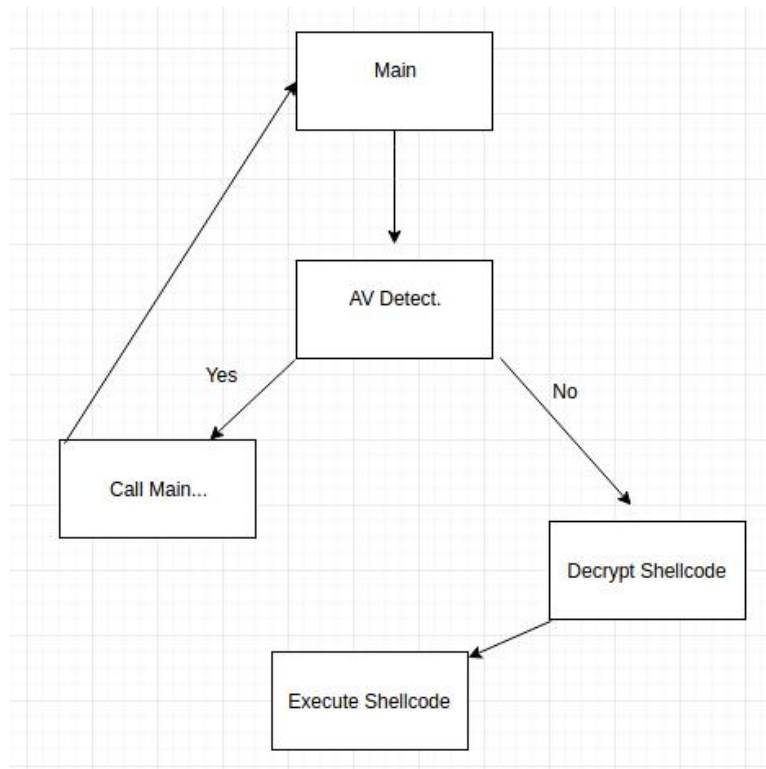 Main
AV Detect.
Yes
No
Call Main...
Decrypt Shellcode
Execute Shellcode